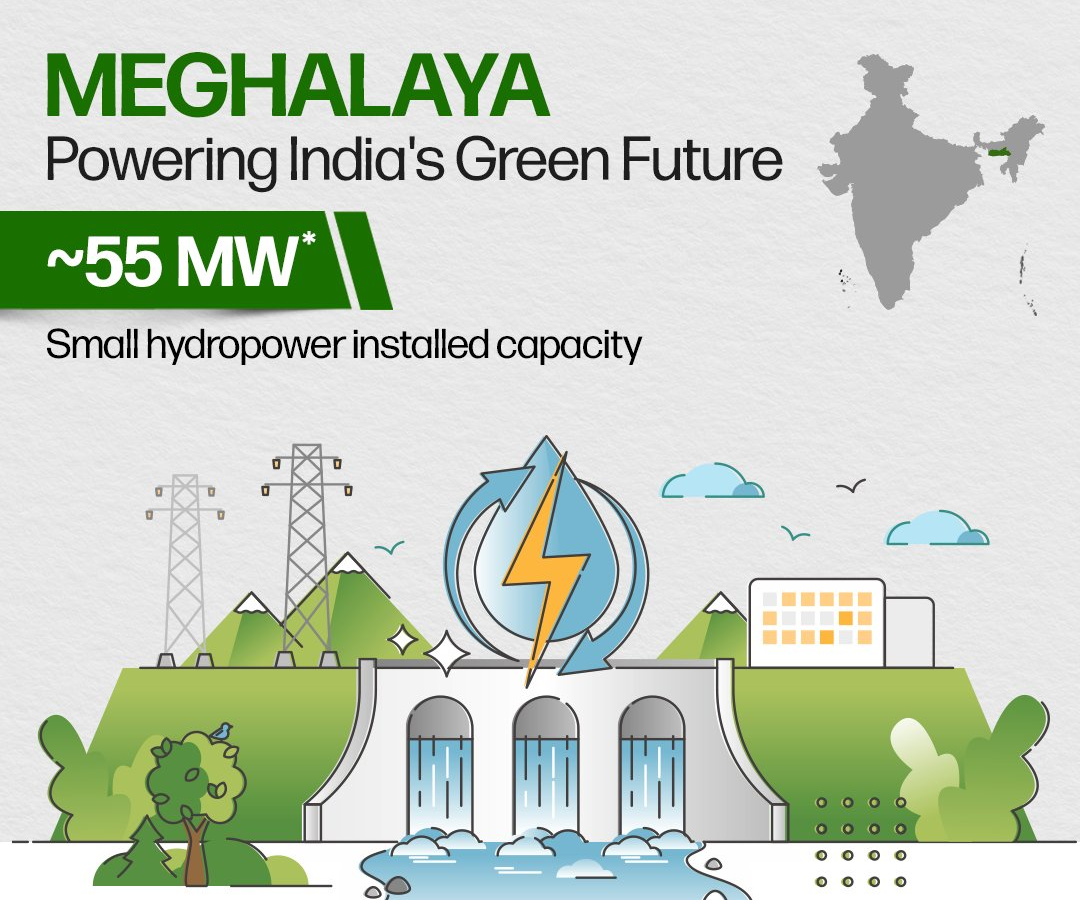 MEGHALAYA
Powering India's Green Future
~55 MW*
Small hydropower installed capacity